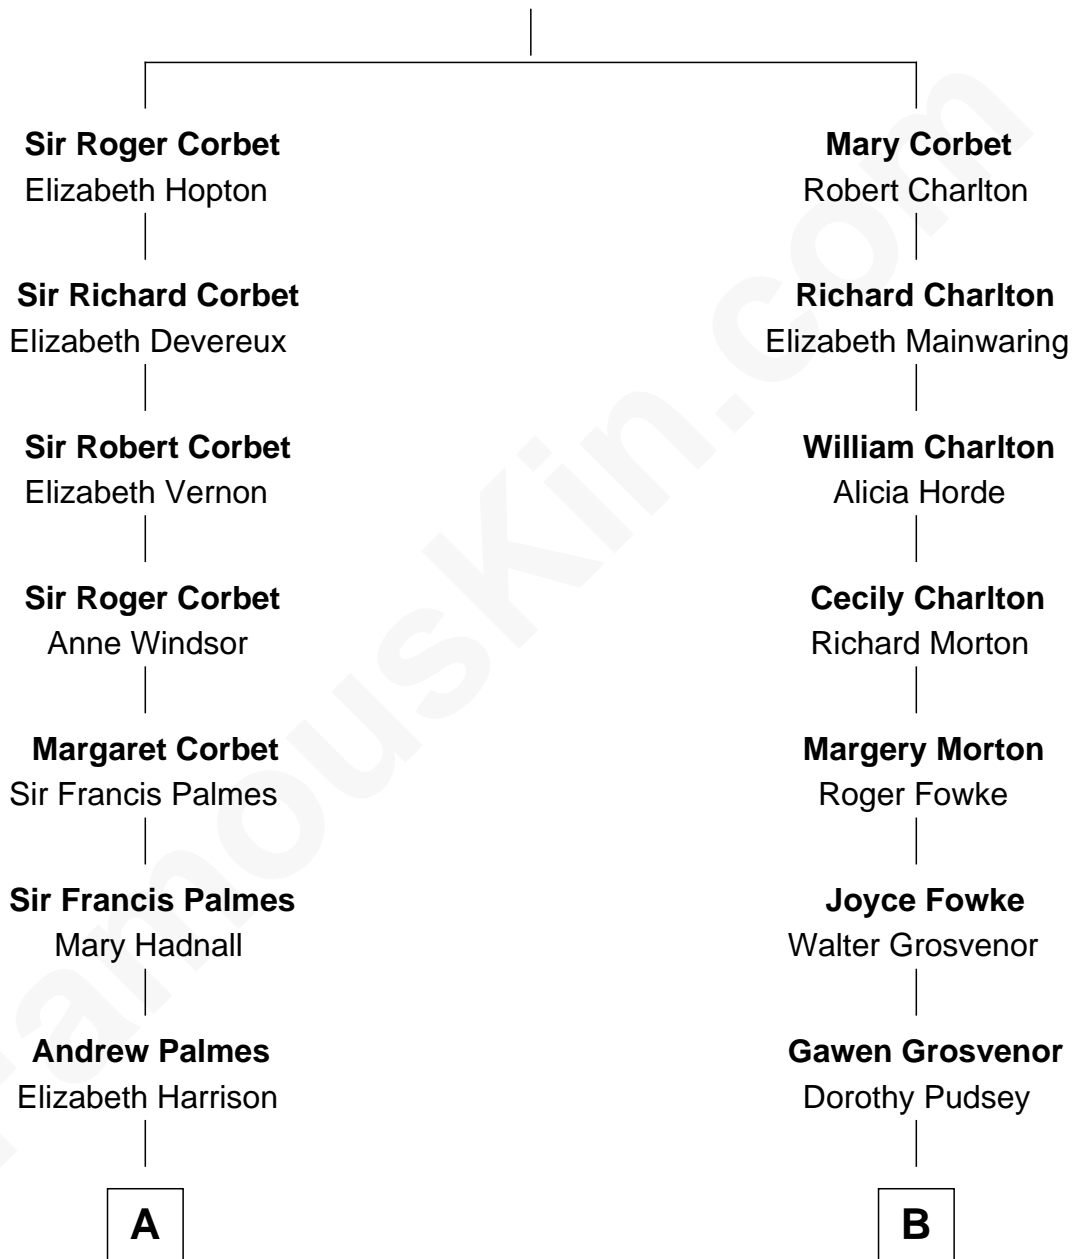 Sir Roger Corbet
Elizabeth Hopton
Sir Richard Corbet
Elizabeth Devereux
Sir Robert Corbet
Elizabeth Vernon
Sir Roger Corbet
Anne Windsor
Margaret Corbet
Sir Francis Palmes
Sir Francis Palmes
Mary Hadnall
Andrew Palmes
Elizabeth Harrison
A
Mary Corbet
Robert Charlton
Richard Charlton
Elizabeth Mainwaring
William Charlton
Alicia Horde
Cecily Charlton
Richard Morton
Margery Morton
Roger Fowke
Joyce Fowke
Walter Grosvenor
Gawen Grosvenor
Dorothy Pudsey
B
FamousKin.com